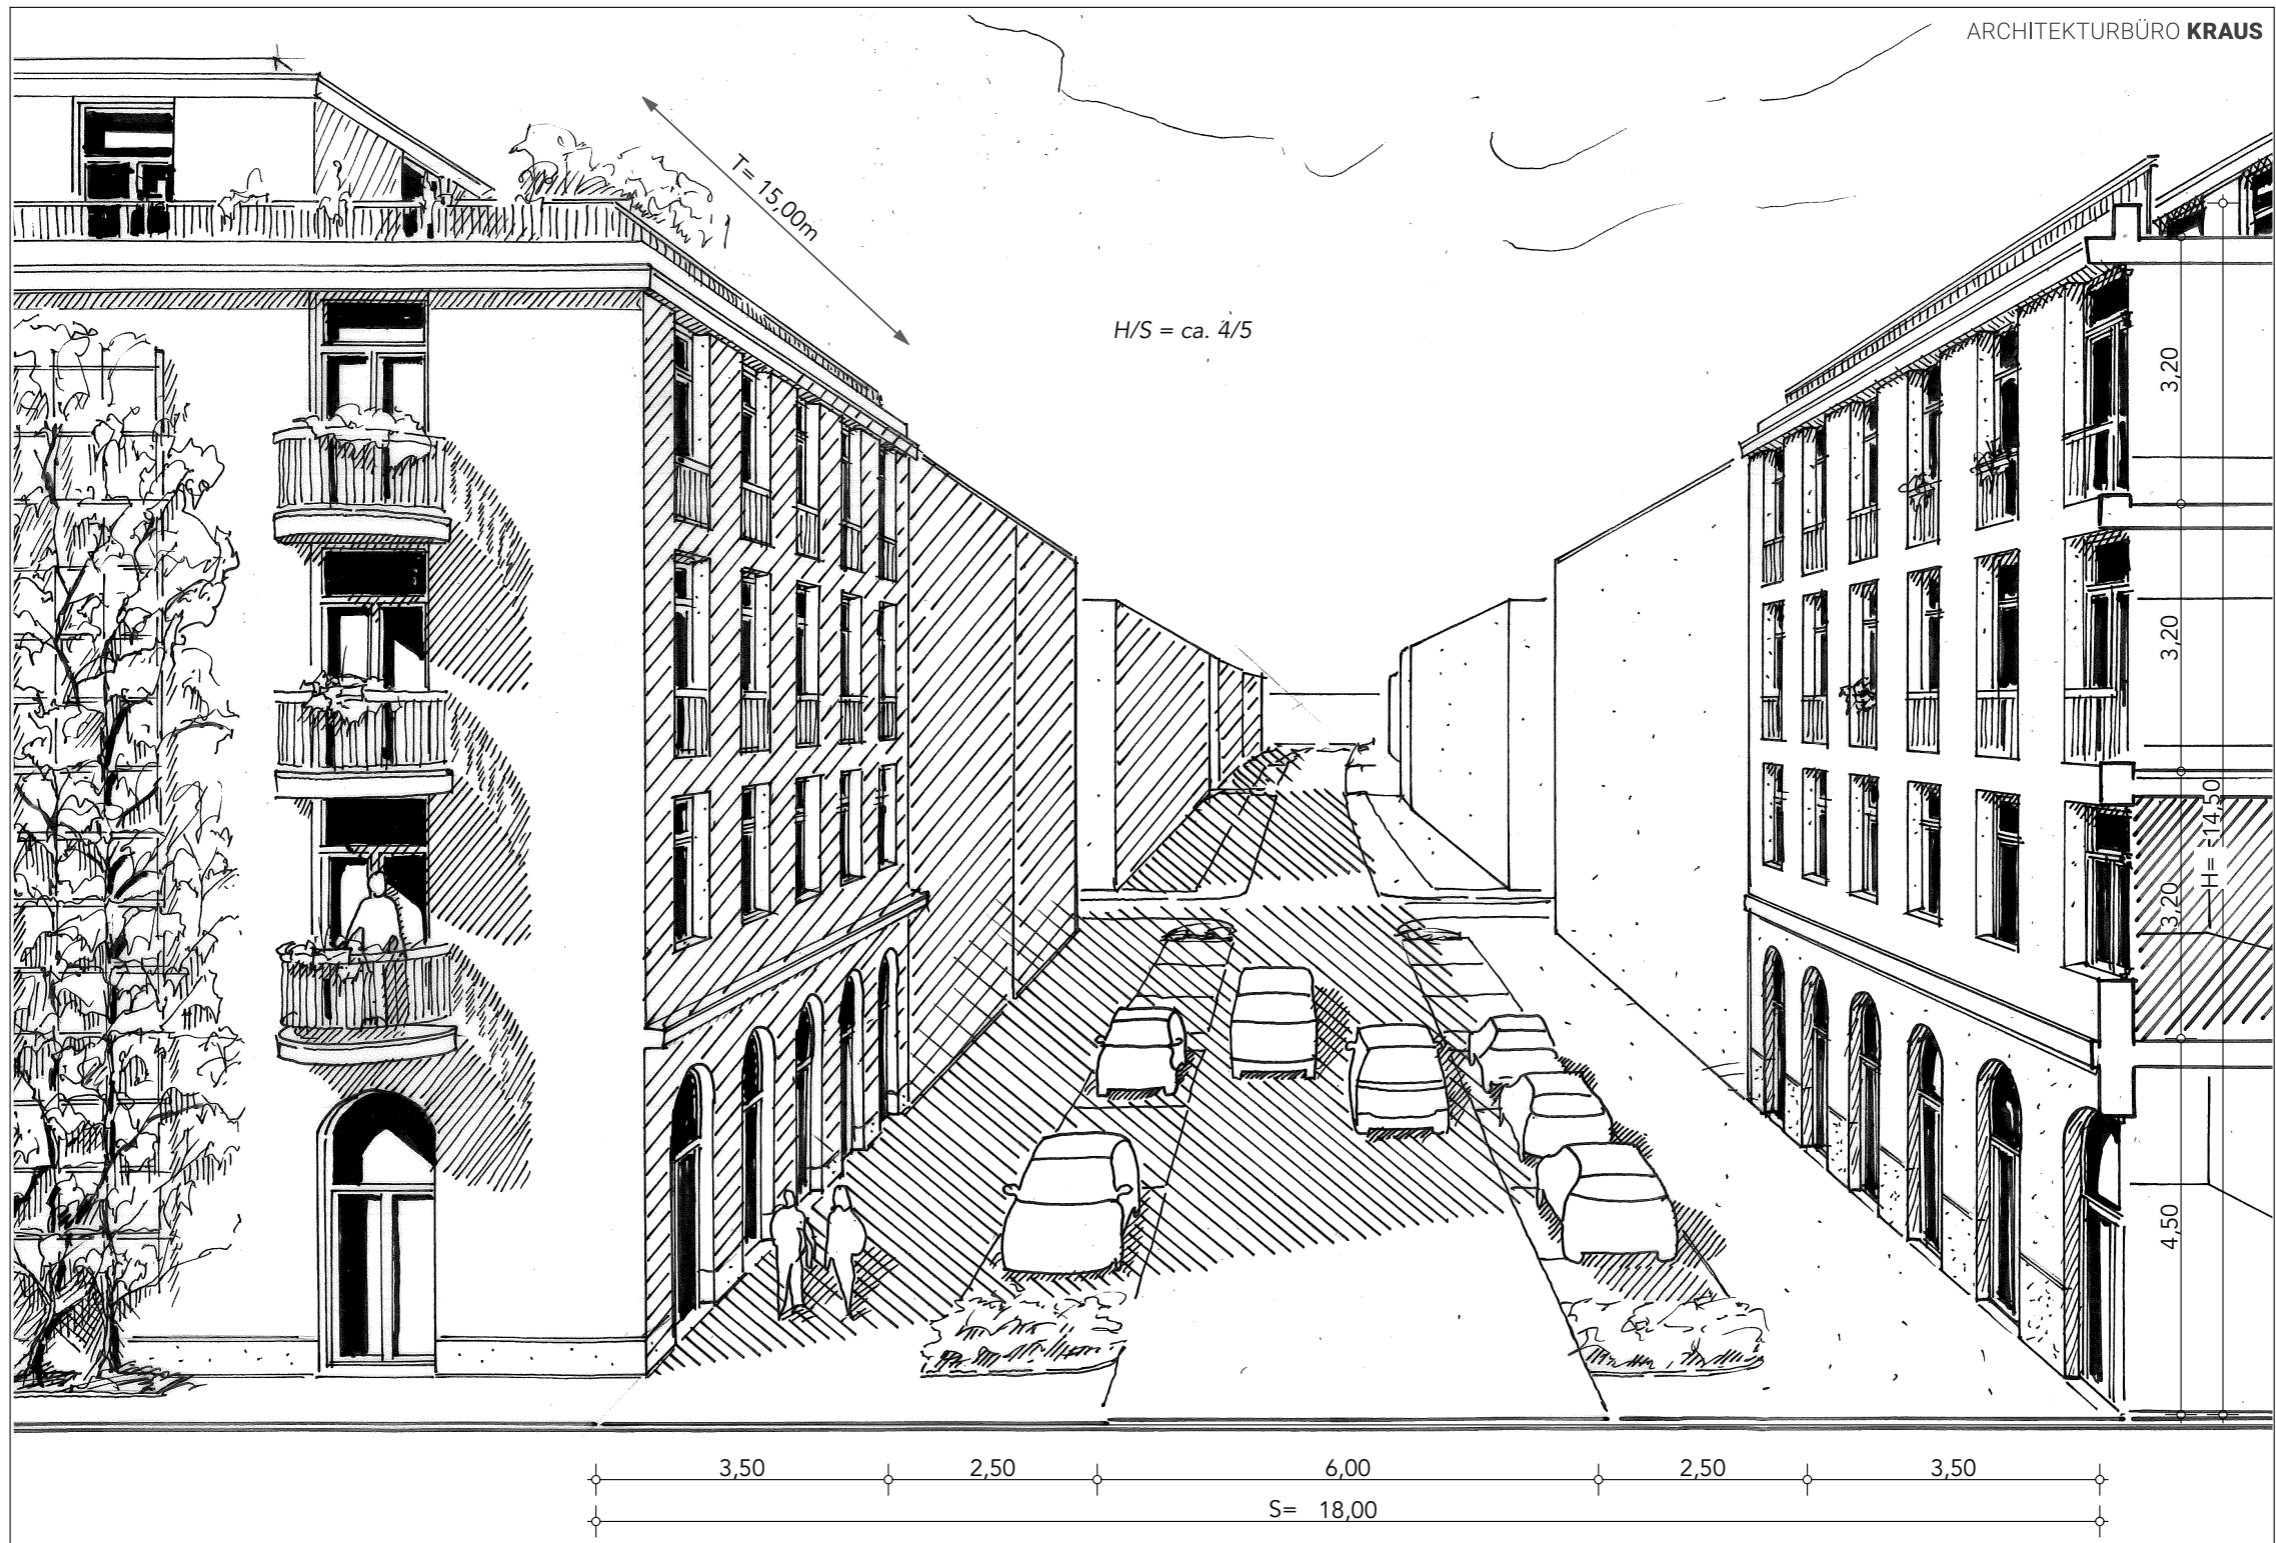 ARCHITEKTURBÜRO KRAUS
T= 15,00m
H/S = ca. 4/5
3,20
3,20
H= 14,50
3,20
4,50
3,50 2,50 6,00 2,50 3,50
S= 18,00